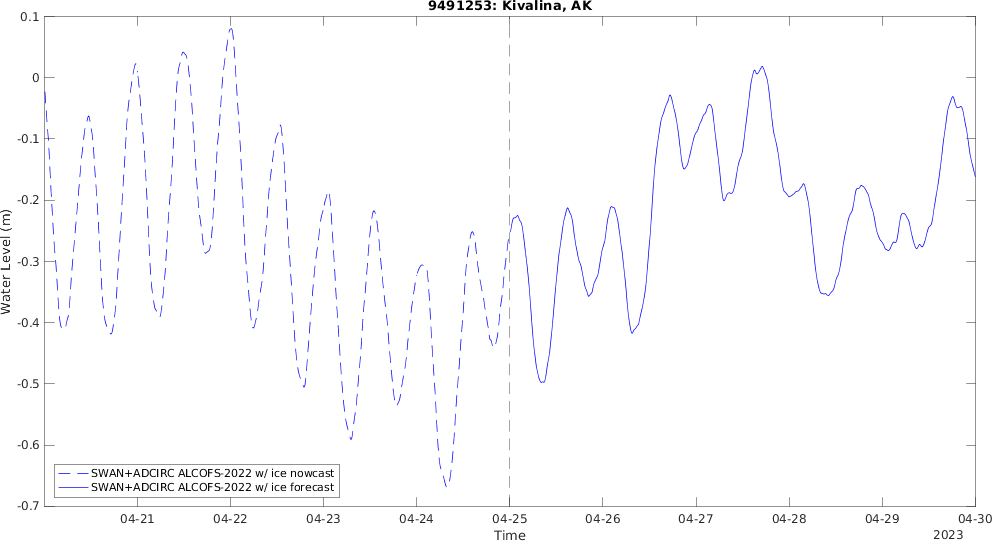 9491253: Kivalina, AK
0.1
0
-0.1
-0.2
-0.3
-0.4
-0.5
-0.6
-0.7
Water Level (m)
SWAN+ADCIRC ALCOFS-2022 w/ ice nowcast
SWAN+ADCIRC ALCOFS-2022 w/ ice forecast
04-21 04-22 04-23 04-24 04-25 04-26 04-27 04-28 04-29 04-30
Time
2023